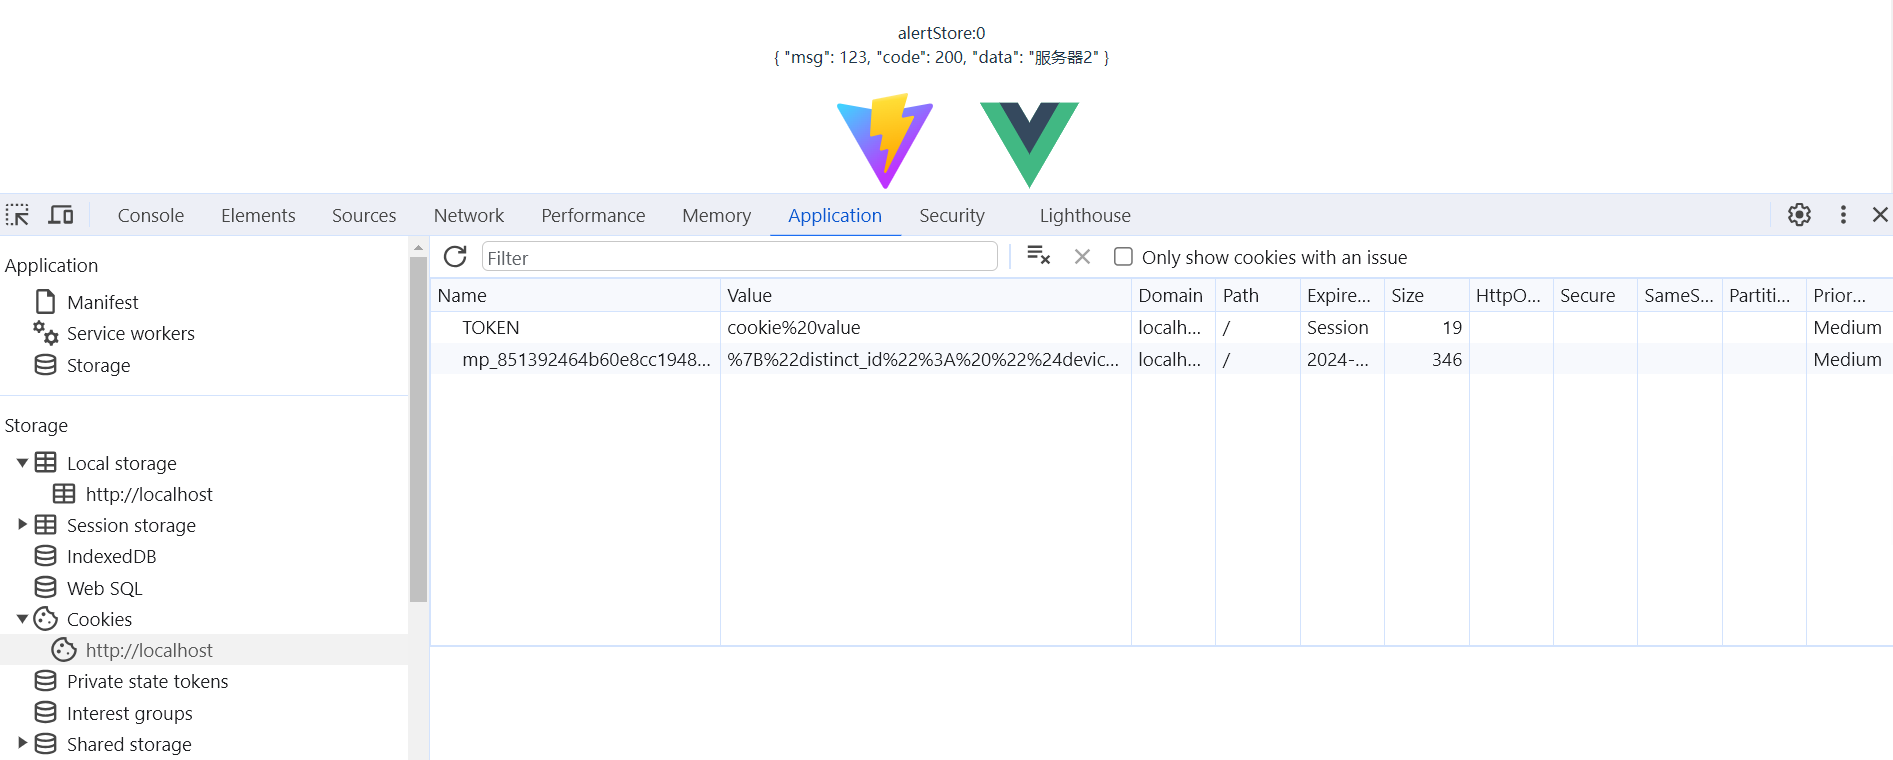 alertStore:0
{ "msg": 123, "code": 200, "data": "服务器2" }
Console Elements Sources Network Performance Memory Application Security Lighthouse
Application
Manifest
Service workers
Storage
Storage
Local storage
http://localhost
Session storage
IndexedDB
Web SQL
Cookies
http://localhost
Private state tokens
Interest groups
Shared storage
Filter
Only show cookies with an issue
Name Value Domain Path Expire... Size HttpO... Secure SameS... Partiti... Prior...
TOKEN cookie%20value localh... / Session 19 Medium
mp_851392464b60e8cc1948... %7B%22distinct_id%22%3A%20%22%24devic... localh... / 2024-... 346 Medium